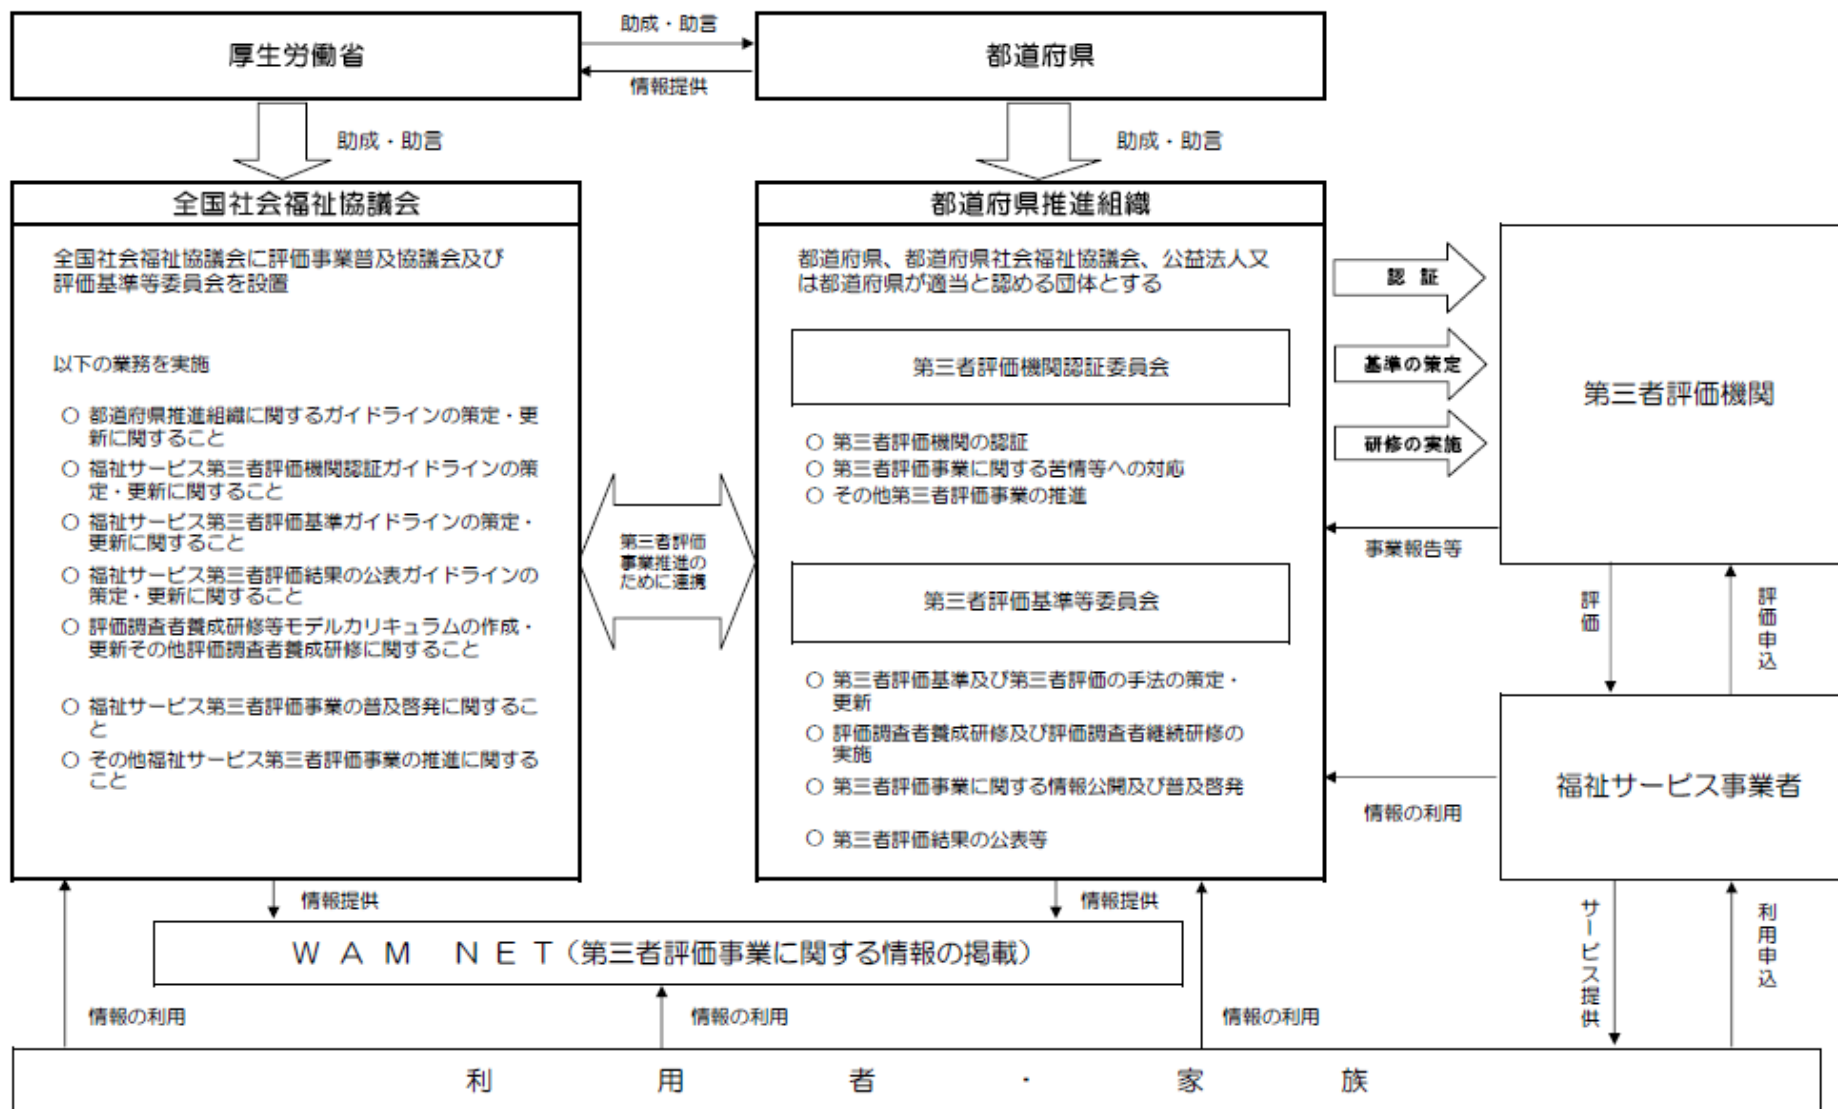 厚生労働省
助成・助言
情報提供
都道府県
助成・助言
助成・助言
全国社会福祉協議会
全国社会福祉協議会に評価事業普及協議会及び
評価基準等委員会を設置
以下の業務を実施
○ 都道府県推進組織に関するガイドラインの策定・更
新に関すること
○ 福祉サービス第三者評価機関認証ガイドラインの策
定・更新に関すること
○ 福祉サービス第三者評価基準ガイドラインの策定・
更新に関すること
○ 福祉サービス第三者評価結果の公表ガイドラインの
策定・更新に関すること
○ 評価調査者養成研修等モデルカリキュラムの作成・
更新その他評価調査者養成研修に関すること
○ 福祉サービス第三者評価事業の普及啓発に関するこ
と
○ その他福祉サービス第三者評価事業の推進に関する
こと
第三者評価
事業推進の
ために連携
都道府県推進組織
都道府県、都道府県社会福祉協議会、公益法人又
は都道府県が適当と認める団体とする
第三者評価機関認証委員会
○ 第三者評価機関の認証
○ 第三者評価事業に関する苦情等への対応
○ その他第三者評価事業の推進
第三者評価基準等委員会
○ 第三者評価基準及び第三者評価の手法の策定・
更新
○ 評価調査者養成研修及び評価調査者継続研修の
実施
○ 第三者評価事業に関する情報公開及び普及啓発
○ 第三者評価結果の公表等
認 証
基準の策定
研修の実施
事業報告等
第三者評価機関
評価
評価申込
福祉サービス事業者
情報の利用
サービス提供
利用申込
情報提供
情報提供
WAM NET(第三者評価事業に関する情報の掲載)
情報の利用
情報の利用
情報の利用
利用者・家族